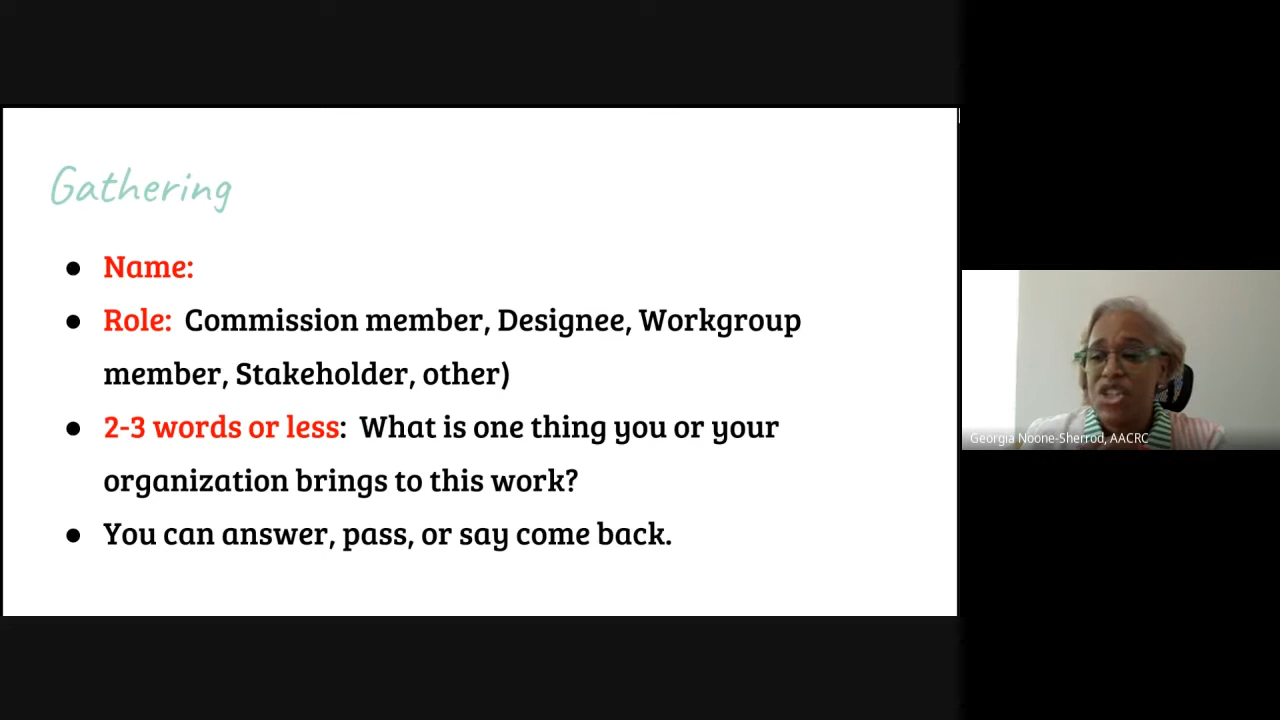 Gathering
● Name:
● Role: Commission member, Designee, Workgroup
member, Stakeholder, other)
● 2-3 words or less: What is one thing you or your
organization brings to this work?
● You can answer, pass, or say come back.
Georgia Noone-Sherrod, AACRC